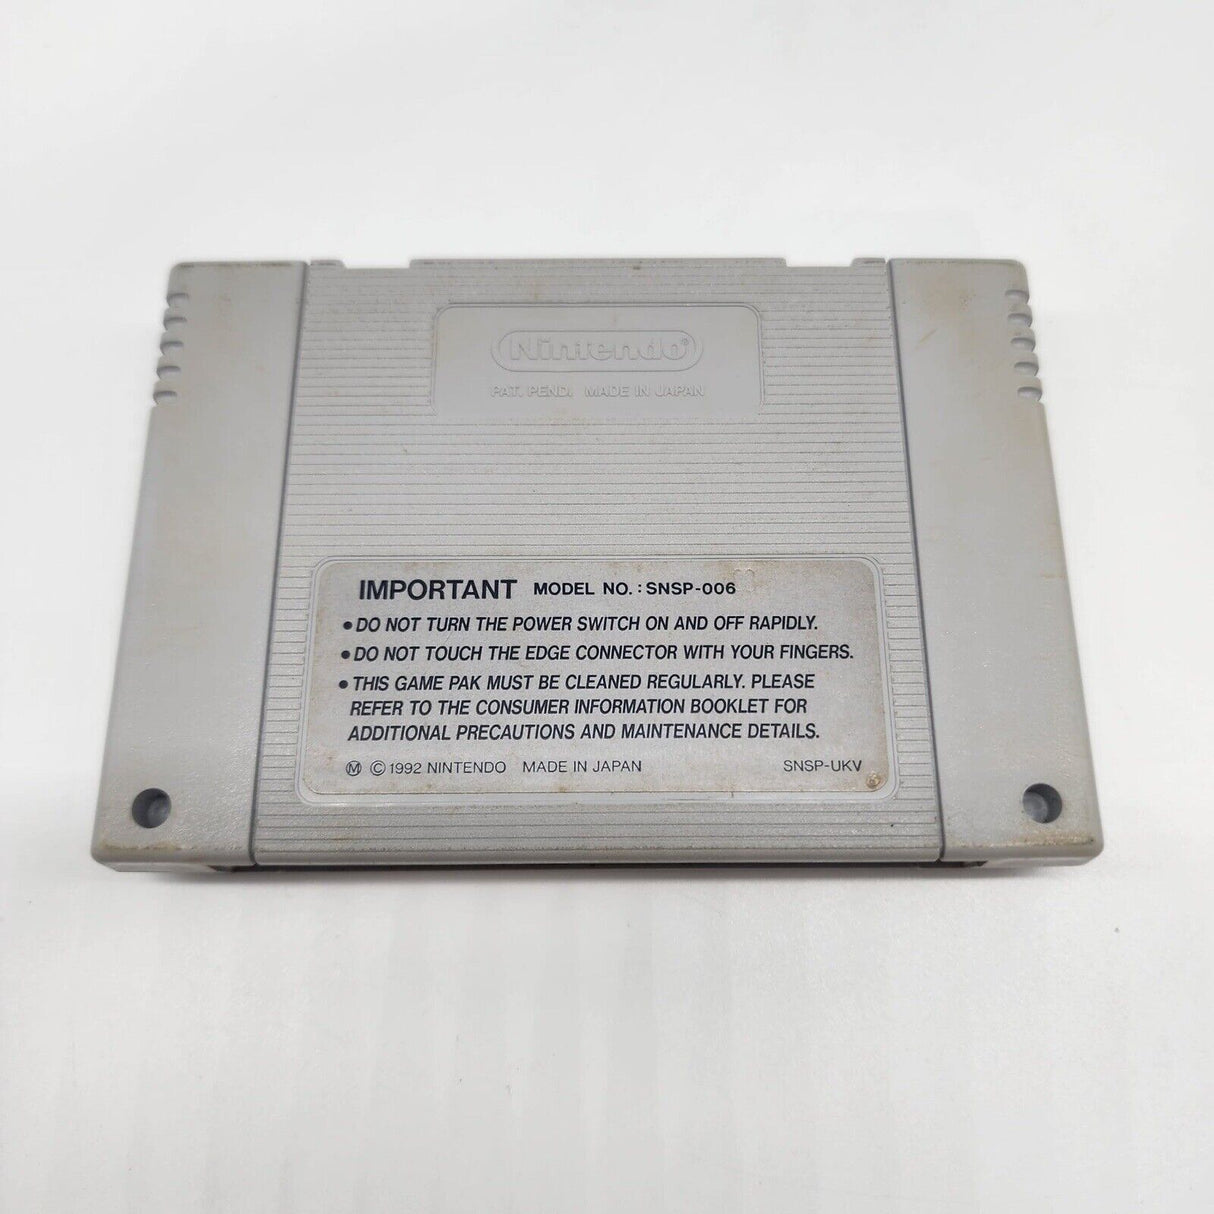 Nintendo®
PAT. PEND. MADE IN JAPAN
IMPORTANT MODEL NO. : SNSP-006
• DO NOT TURN THE POWER SWITCH ON AND OFF RAPIDLY.
• DO NOT TOUCH THE EDGE CONNECTOR WITH YOUR FINGERS.
• THIS GAME PAK MUST BE CLEANED REGULARLY. PLEASE
REFER TO THE CONSUMER INFORMATION BOOKLET FOR
ADDITIONAL PRECAUTIONS AND MAINTENANCE DETAILS.
Ⓜ © 1992 NINTENDO MADE IN JAPAN SNSP-UKV